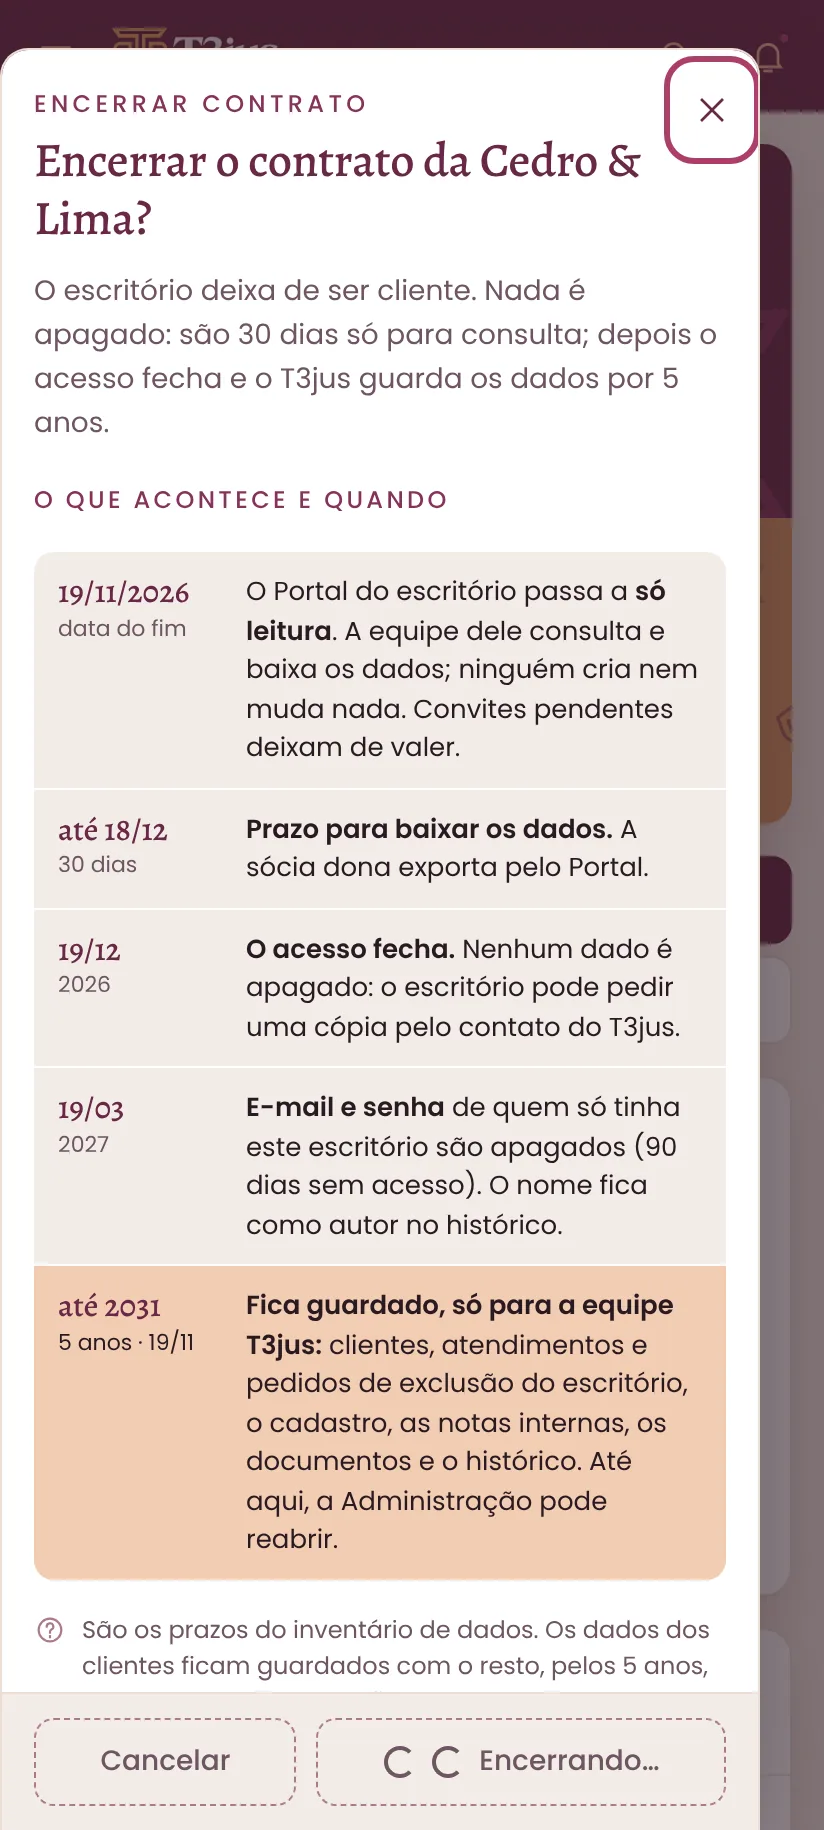 T3jus
ENCERRAR CONTRATO
Encerrar o contrato da Cedro &
Lima?
O escritório deixa de ser cliente. Nada é
apagado: são 30 dias só para consulta; depois o
acesso fecha e o T3jus guarda os dados por 5
anos.
O QUE ACONTECE E QUANDO
19/11/2026
data do fim
O Portal do escritório passa a só
leitura. A equipe dele consulta e
baixa os dados; ninguém cria nem
muda nada. Convites pendentes
deixam de valer.
até 18/12
30 dias
Prazo para baixar os dados. A
sócia dona exporta pelo Portal.
19/12
2026
O acesso fecha. Nenhum dado é
apagado: o escritório pode pedir
uma cópia pelo contato do T3jus.
19/03
2027
E-mail e senha de quem só tinha
este escritório são apagados (90
dias sem acesso). O nome fica
como autor no histórico.
até 2031
5 anos · 19/11
Fica guardado, só para a equipe
T3jus: clientes, atendimentos e
pedidos de exclusão do escritório,
o cadastro, as notas internas, os
documentos e o histórico. Até
aqui, a Administração pode
reabrir.
São os prazos do inventário de dados. Os dados dos
clientes ficam guardados com o resto, pelos 5 anos,
Cancelar
Encerrando...